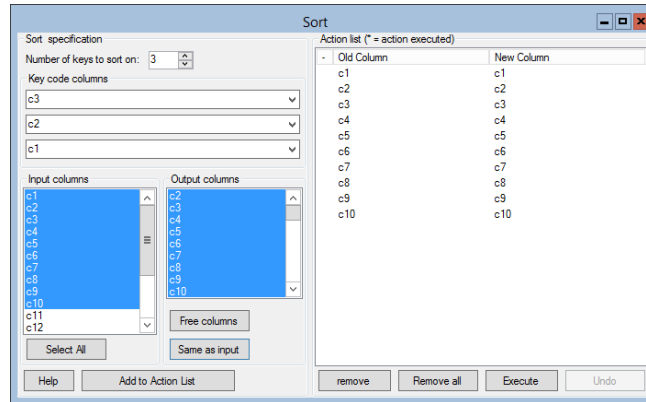 Sort
Sort specification
Number of keys to sort on: 3
Key code columns
c3
c2
c1
Input columns
c1
c2
c3
c4
c5
c6
c7
c8
c9
c10
c11
c12
Select All
Output columns
c2
c3
c4
c5
c6
c7
c8
c9
c10
Free columns
Same as input
Help
Add to Action List
Action list (* = action executed)
- Old Column New Column
c1 c1
c2 c2
c3 c3
c4 c4
c5 c5
c6 c6
c7 c7
c8 c8
c9 c9
c10 c10
remove
Remove all
Execute
Undo